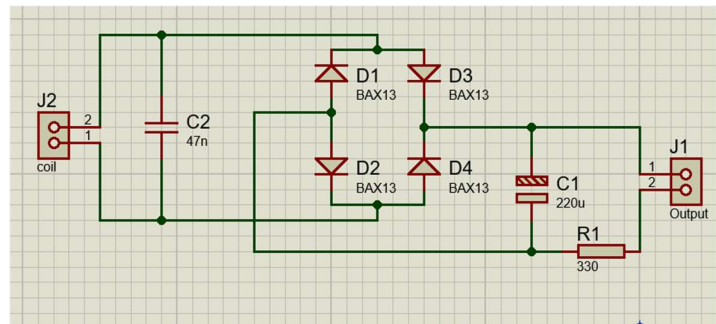 J2
2
1
coil
C2
47n
D1
BAX13
D3
BAX13
D2
BAX13
D4
BAX13
C1
220u
R1
330
J1
1
2
Output